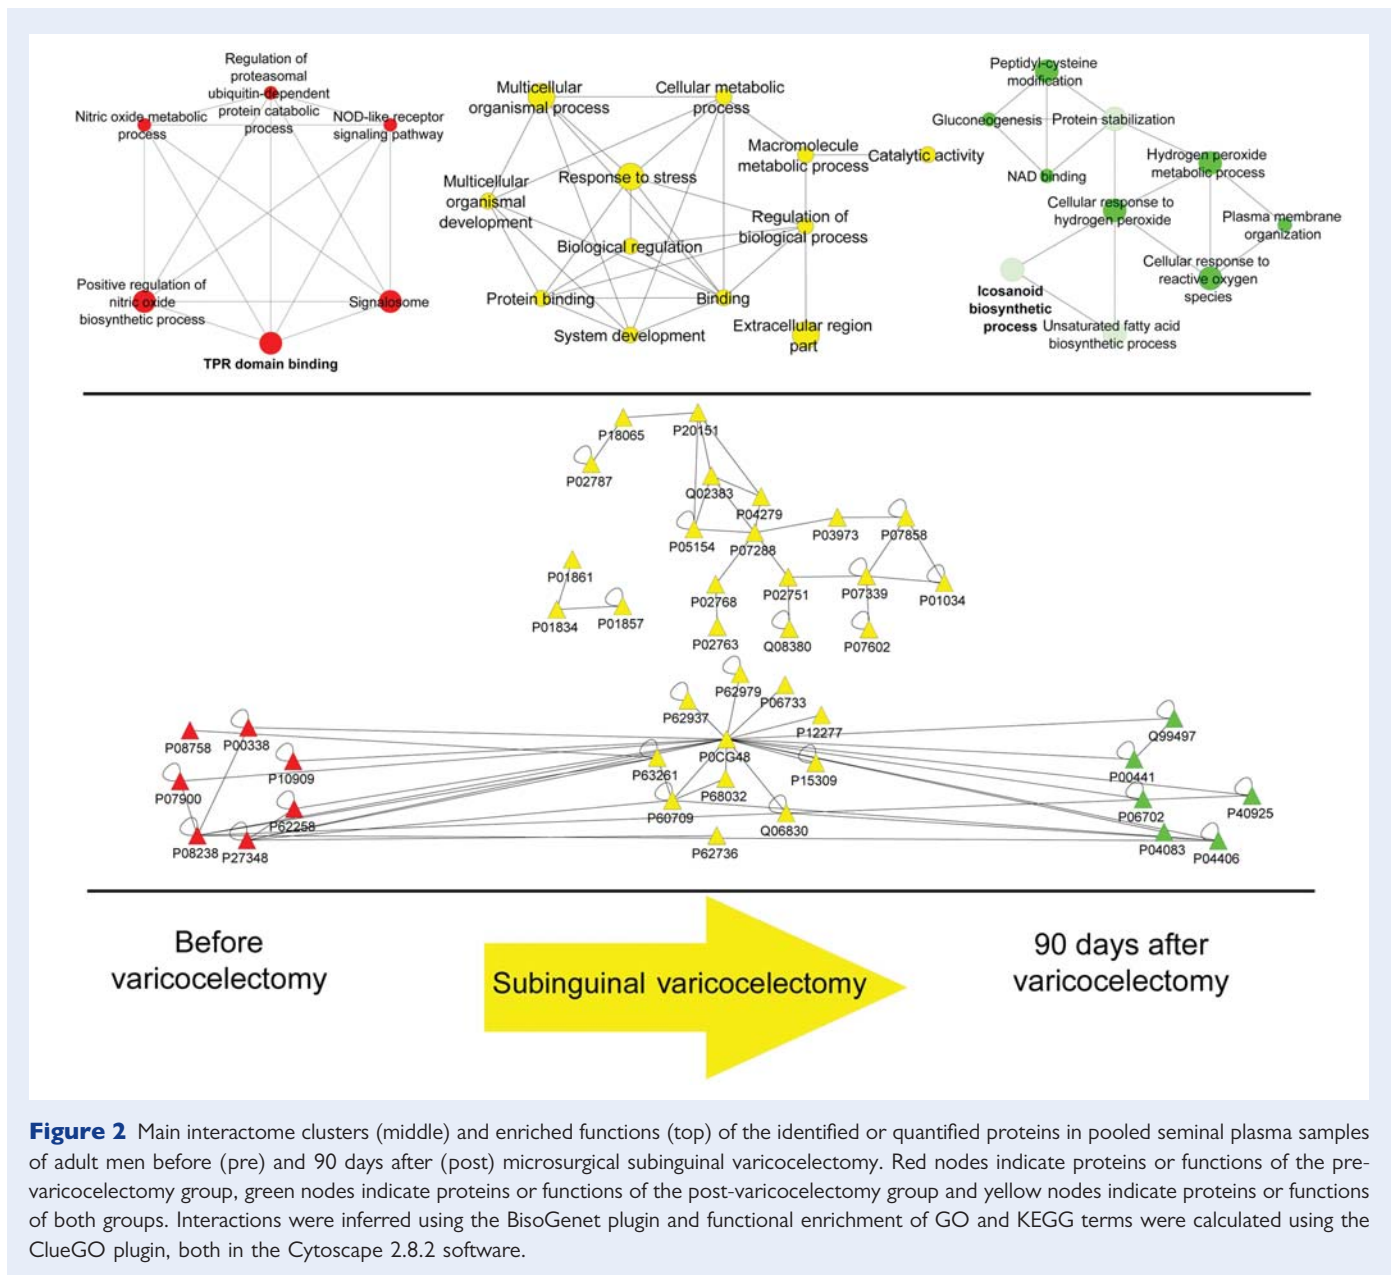 Regulation of
proteasomal
ubiquitin-dependent
protein catabolic
process
Nitric oxide metabolic
process
NOD-like receptor
signaling pathway
Positive regulation of
nitric oxide
biosynthetic process
Signalosome
TPR domain binding
Multicellular
organismal process
Cellular metabolic
process
Macromolecule
metabolic process
Catalytic activity
Response to stress
Multicellular
organismal
development
Regulation of
biological process
Biological regulation
Protein binding
Binding
System development
Extracellular region
part
Peptidyl-cysteine
modification
Gluconeogenesis
Protein stabilization
Hydrogen peroxide
metabolic process
NAD binding
Cellular response to
hydrogen peroxide
Plasma membrane
organization
Cellular response to
reactive oxygen
species
Icosanoid
biosynthetic
process
Unsaturated fatty acid
biosynthetic process
P18065
P20151
P02787
Q02383
P04279
P05154
P07288
P03973
P07858
P01861
P01834
P01857
P02768
P02751
P07339
P01034
P02763
Q08380
P07602
P62979
P06733
P62937
P12277
P0CG48
P63261
P15309
P68032
P60709
Q06830
P62736
P08758
P00338
P10909
P07900
P62258
P08238
P27348
Q99497
P00441
P06702
P40925
P04083
P04406
Before
varicocelectomy
Subinguinal varicocelectomy
90 days after
varicocelectomy
Figure 2 Main interactome clusters (middle) and enriched functions (top) of the identified or quantified proteins in pooled seminal plasma samples
of adult men before (pre) and 90 days after (post) microsurgical subinguinal varicocelectomy. Red nodes indicate proteins or functions of the pre-
varicocelectomy group, green nodes indicate proteins or functions of the post-varicocelectomy group and yellow nodes indicate proteins or functions
of both groups. Interactions were inferred using the BisoGenet plugin and functional enrichment of GO and KEGG terms were calculated using the
ClueGO plugin, both in the Cytoscape 2.8.2 software.